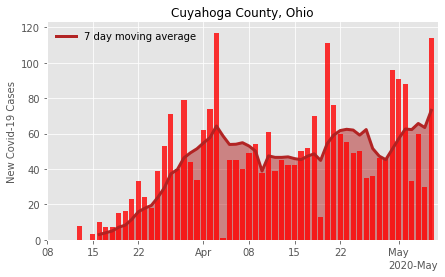 Cuyahoga County, Ohio
7 day moving average
New Covid-19 Cases
120
100
80
60
40
20
0
08 15 22 Apr 08 15 22 May
2020-May